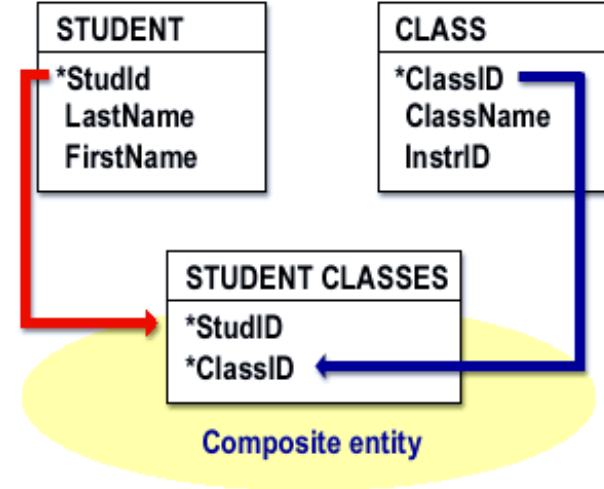 STUDENT
*StudId
LastName
FirstName
CLASS
*ClassID
ClassName
InstrID
STUDENT CLASSES
*StudID
*ClassID
Composite entity